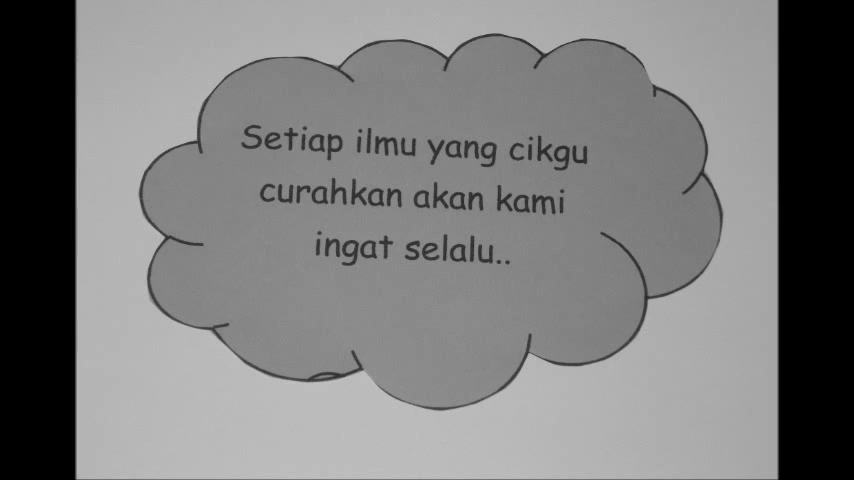 Setiap ilmu yang cikgu
curahkan akan kami
ingat selalu..